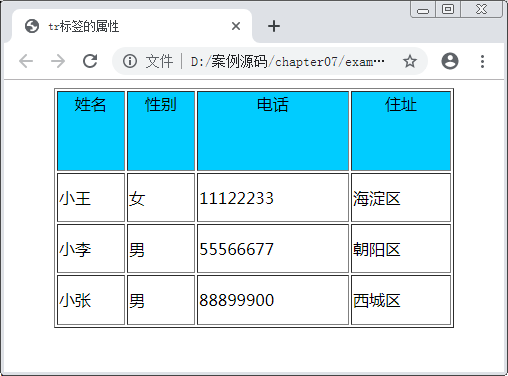 tr标签的属性
文件 D:/案例源码/chapter07/exam…
姓名 性别 电话 住址
小王 女 11122233 海淀区
小李 男 55566677 朝阳区
小张 男 88899900 西城区